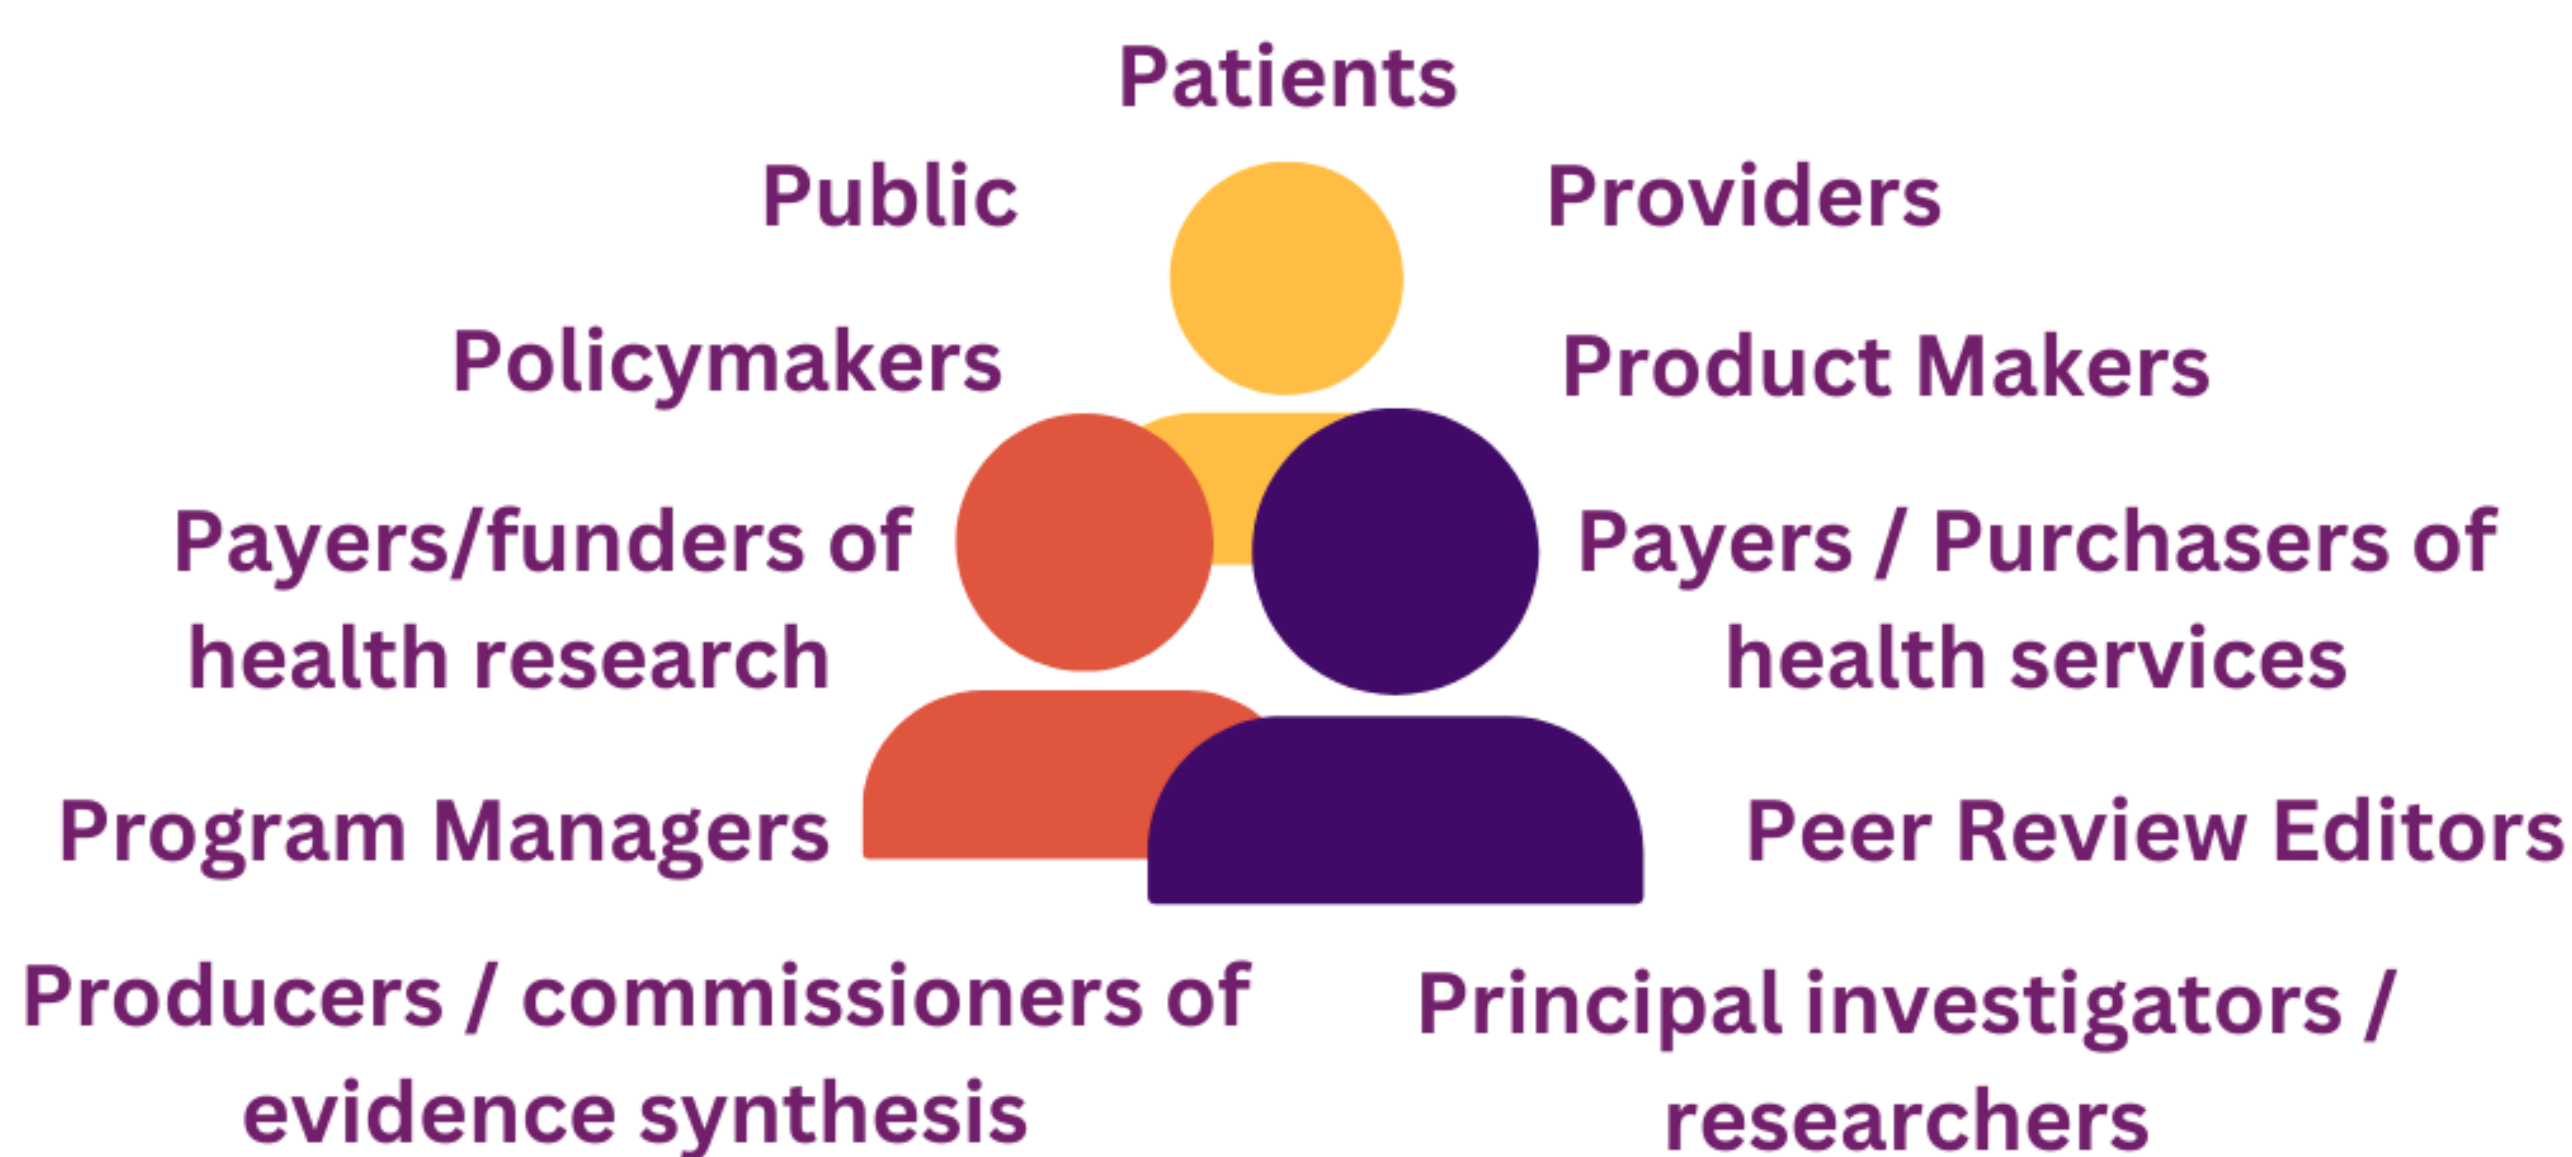 Patients
Public
Providers
Policymakers
Product Makers
Payers/funders of
health research
Payers / Purchasers of
health services
Program Managers
Peer Review Editors
Producers / commissioners of
evidence synthesis
Principal investigators /
researchers